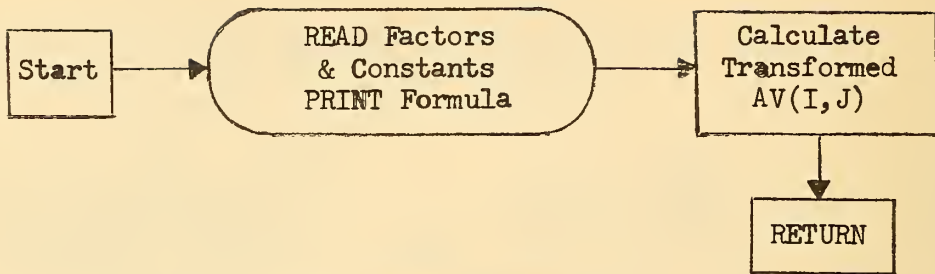 Start
READ Factors
& Constants
PRINT Formula
Calculate
Transformed
AV(I,J)
RETURN